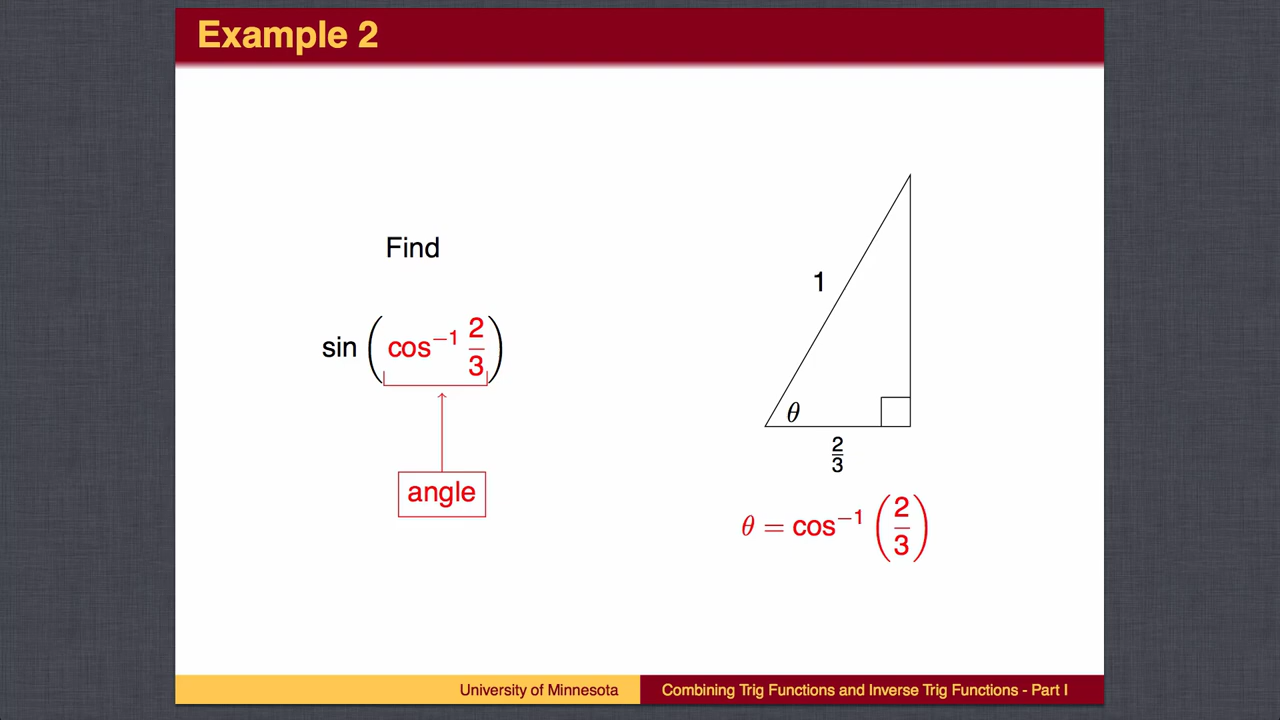 Example 2
Find
sin (cos⁻¹ 2/3)
angle
1
θ
2/3
θ = cos⁻¹ (2/3)
University of Minnesota
Combining Trig Functions and Inverse Trig Functions - Part I